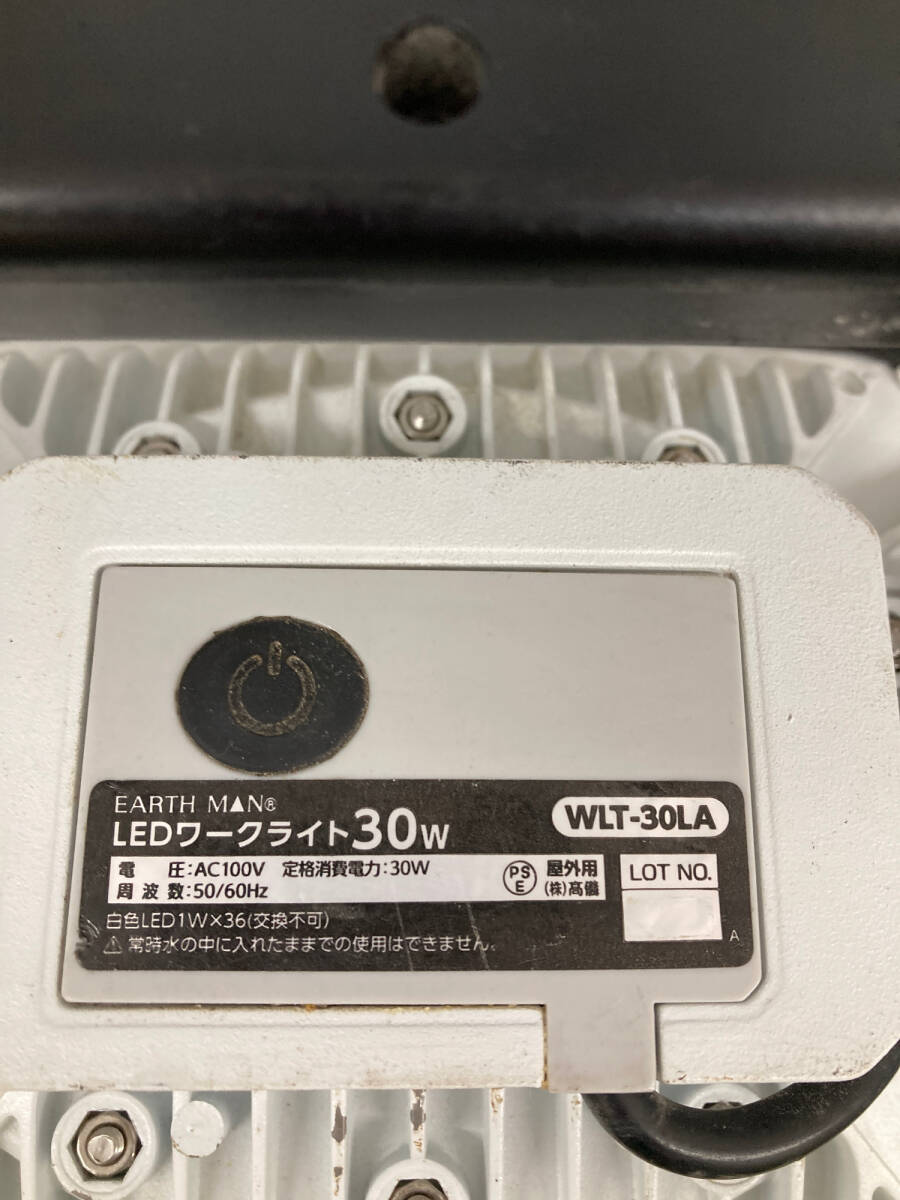 EARTH MAN®
LEDワークライト30W
WLT-30LA
電 圧:AC100V 定格消費電力:30W
周波数:50/60Hz
PS
E
屋外用
(株)髙儀
LOT NO.
白色LED1W×36(交換不可)
⚠ 常時水の中に入れたままでの使用はできません。
A